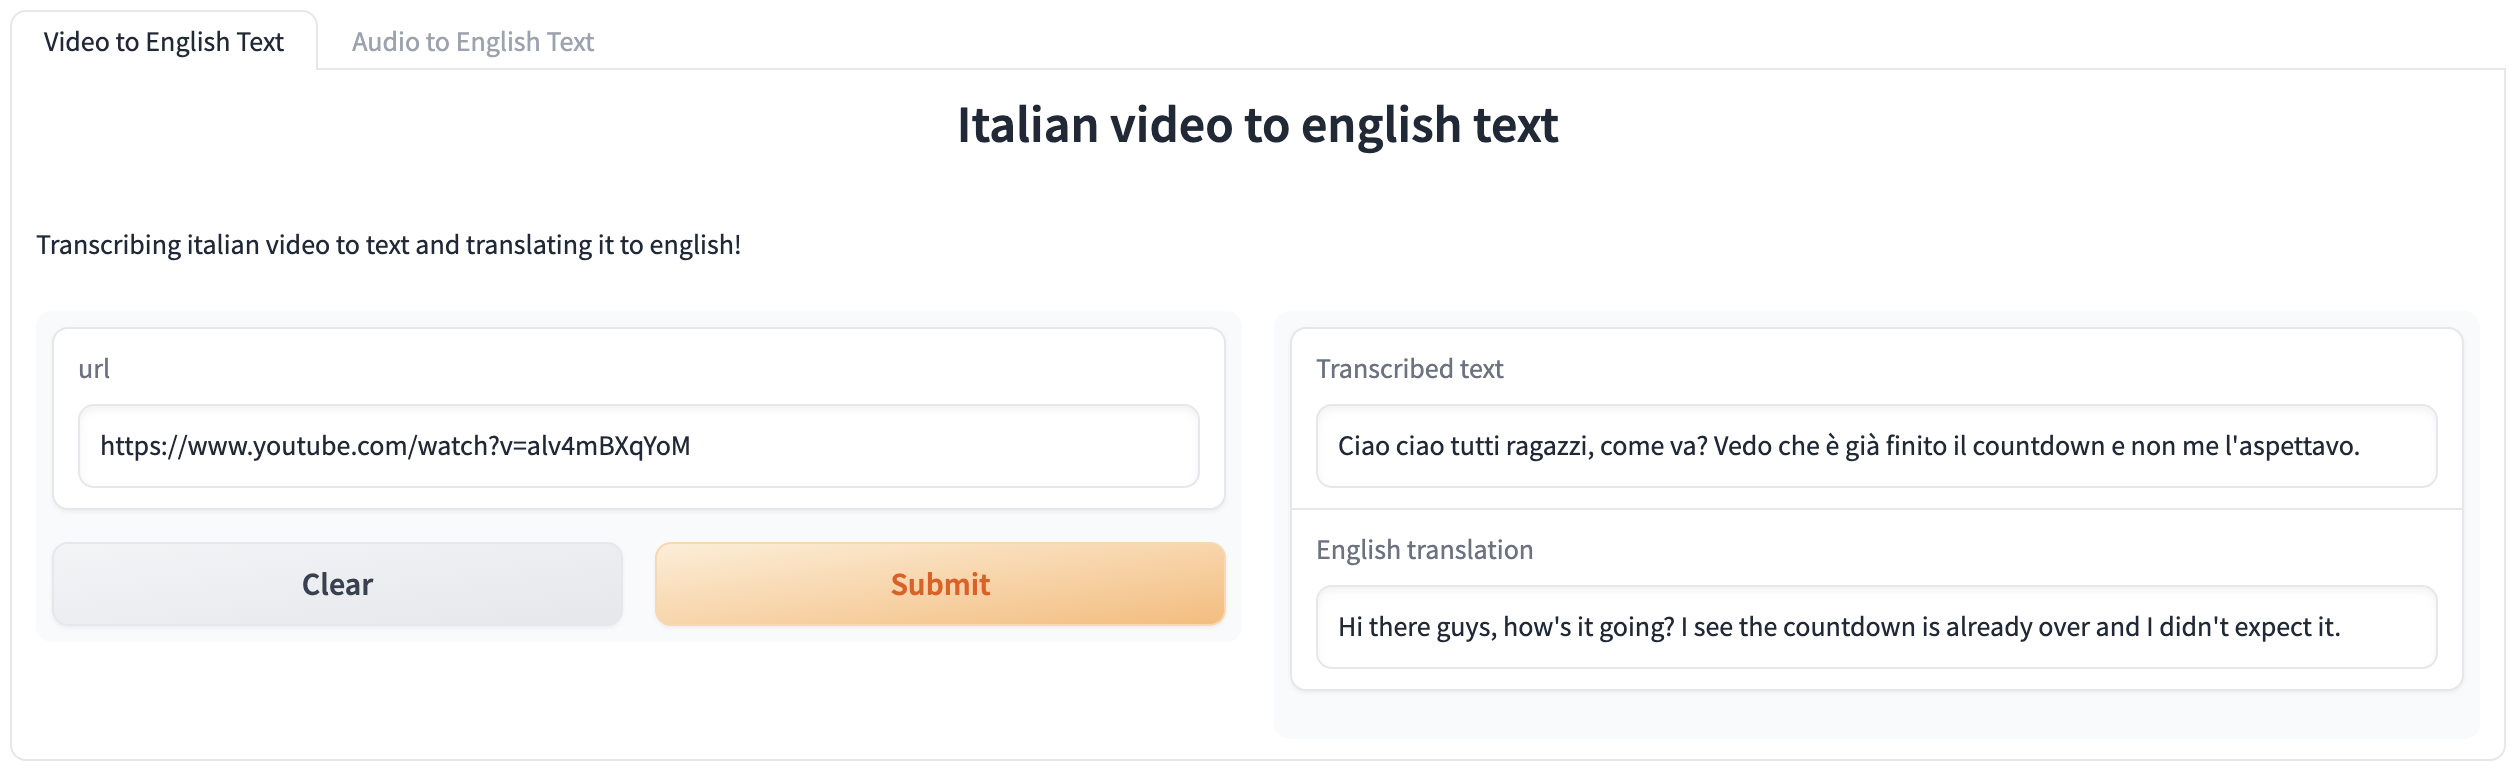 Video to English Text
Audio to English Text
Italian video to english text
Transcribing italian video to text and translating it to english!
url
https://www.youtube.com/watch?v=alv4mBXqYoM
Clear
Submit
Transcribed text
Ciao ciao tutti ragazzi, come va? Vedo che è già finito il countdown e non me l'aspettavo.
English translation
Hi there guys, how's it going? I see the countdown is already over and I didn't expect it.